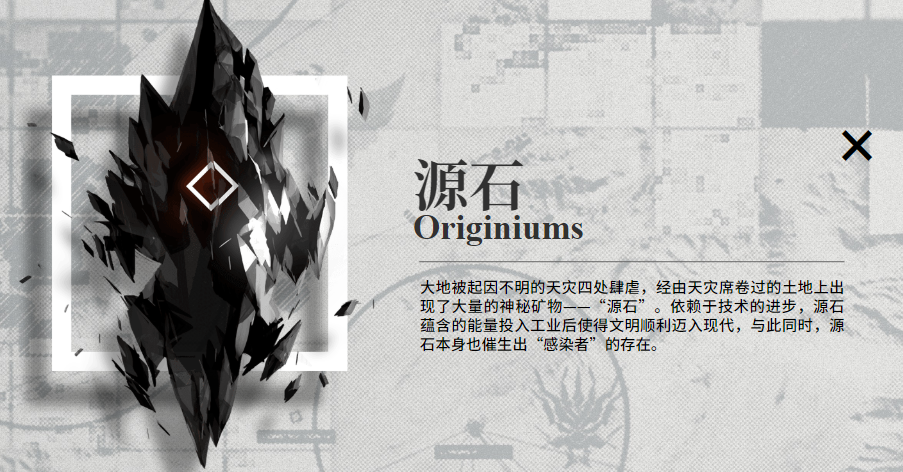 源石
Originiums
大地被起因不明的天灾四处肆虐，经由天灾席卷过的土地上出
现了大量的神秘矿物——“源石”。依赖于技术的进步，源石
蕴含的能量投入工业后使得文明顺利迈入现代，与此同时，源
石本身也催生出“感染者”的存在。